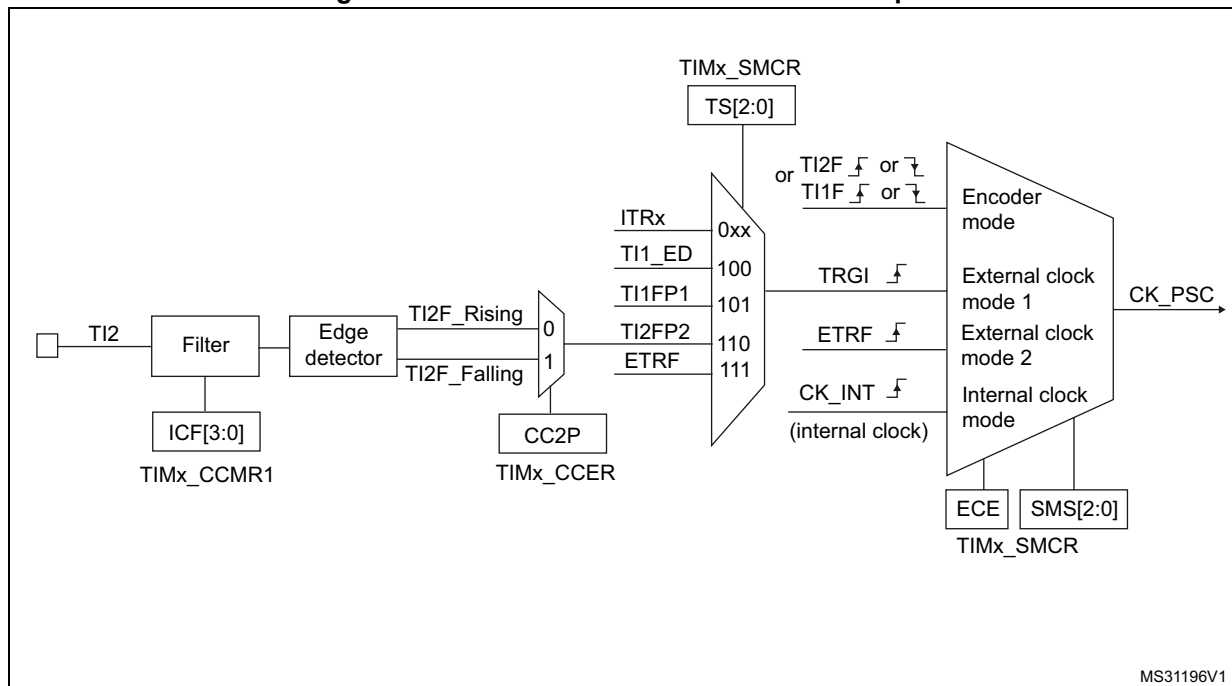 TIMx_SMCR
TS[2:0]
or TI2F or
TI1F or
Encoder
mode
ITRx
0xx
TI1_ED
100
TRGI
External clock
mode 1
CK_PSC
TI1FP1
101
TI2
Filter
Edge
detector
TI2F_Rising
0
TI2F_Falling
1
TI2FP2
110
ETRF
111
ETRF
External clock
mode 2
CK_INT
(internal clock)
Internal clock
mode
ICF[3:0]
TIMx_CCMR1
CC2P
TIMx_CCER
ECE
SMS[2:0]
TIMx_SMCR
MS31196V1